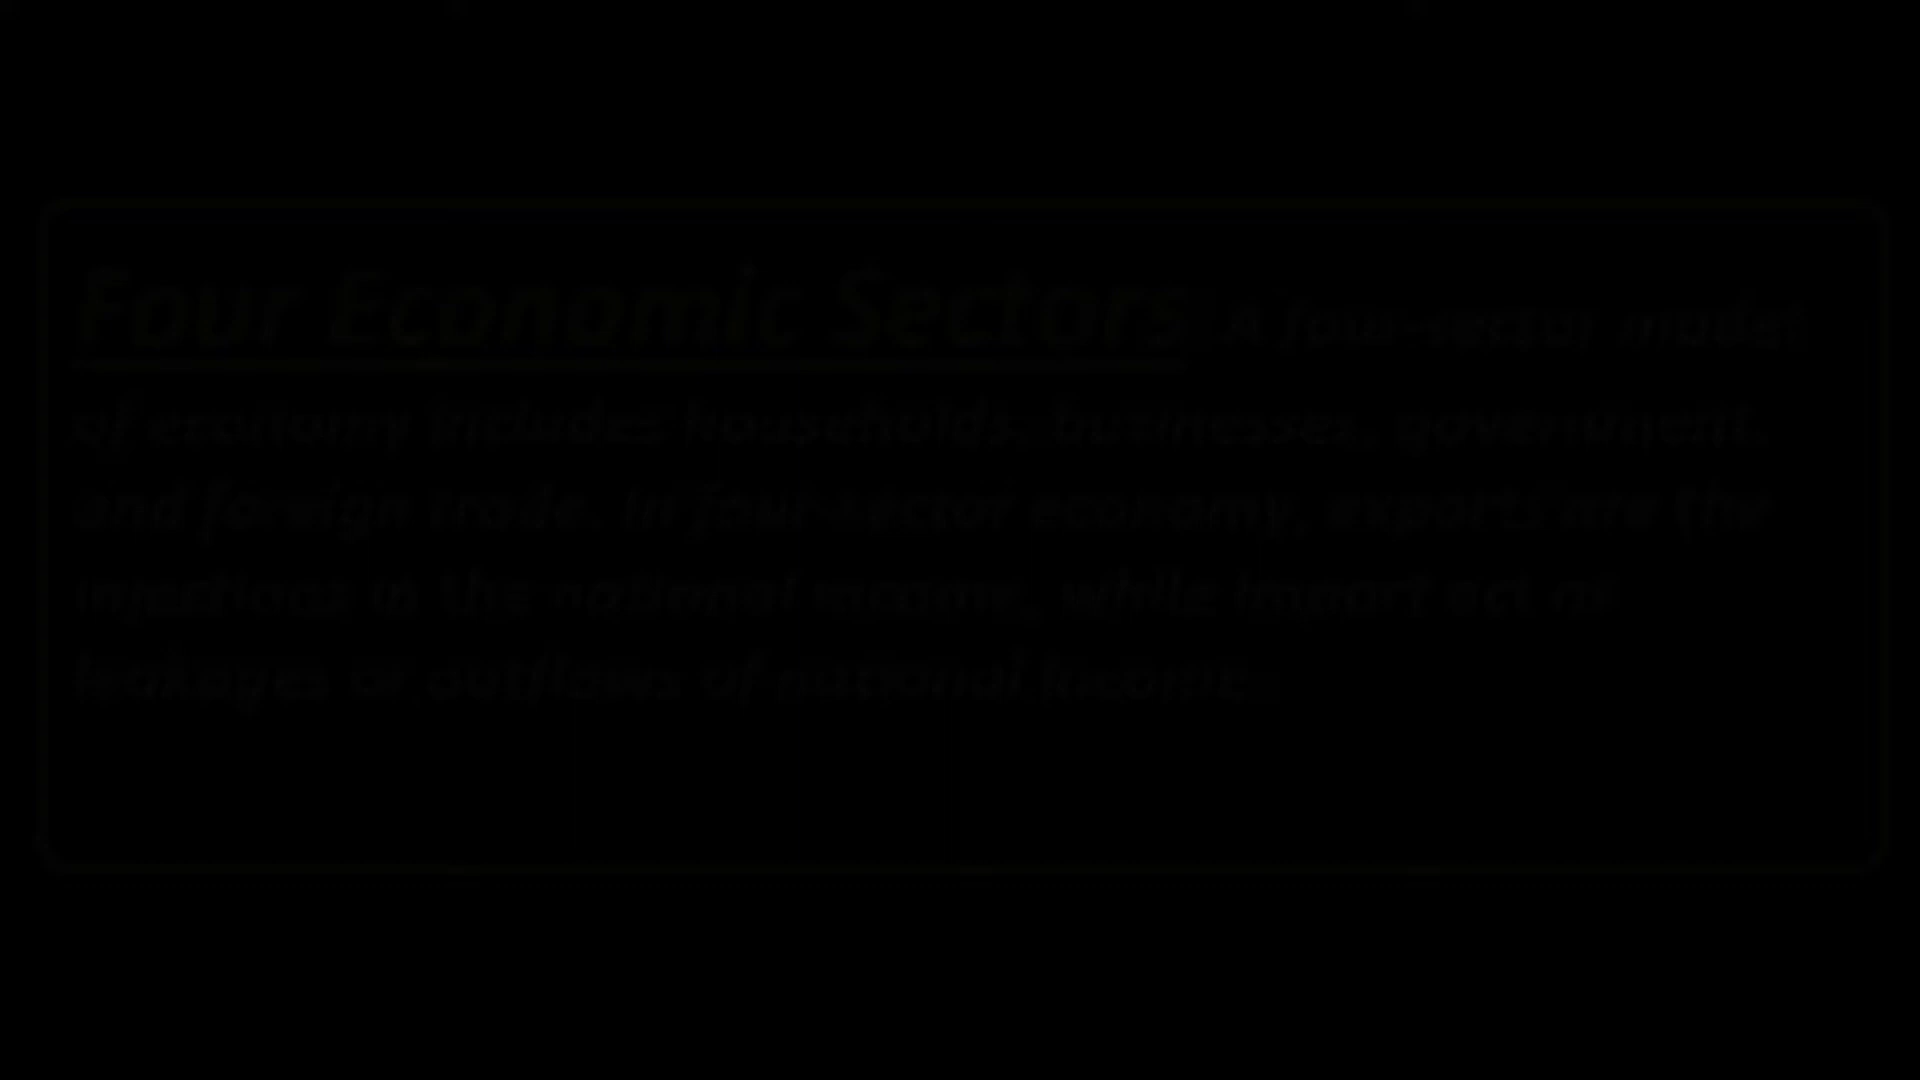 Four Economic Sectors A four-sector model
of economy includes households, businesses, government,
and foreign trade. In four-sector economy, exports are the
injections in the national income, while import act as
leakages or outflows of national income.